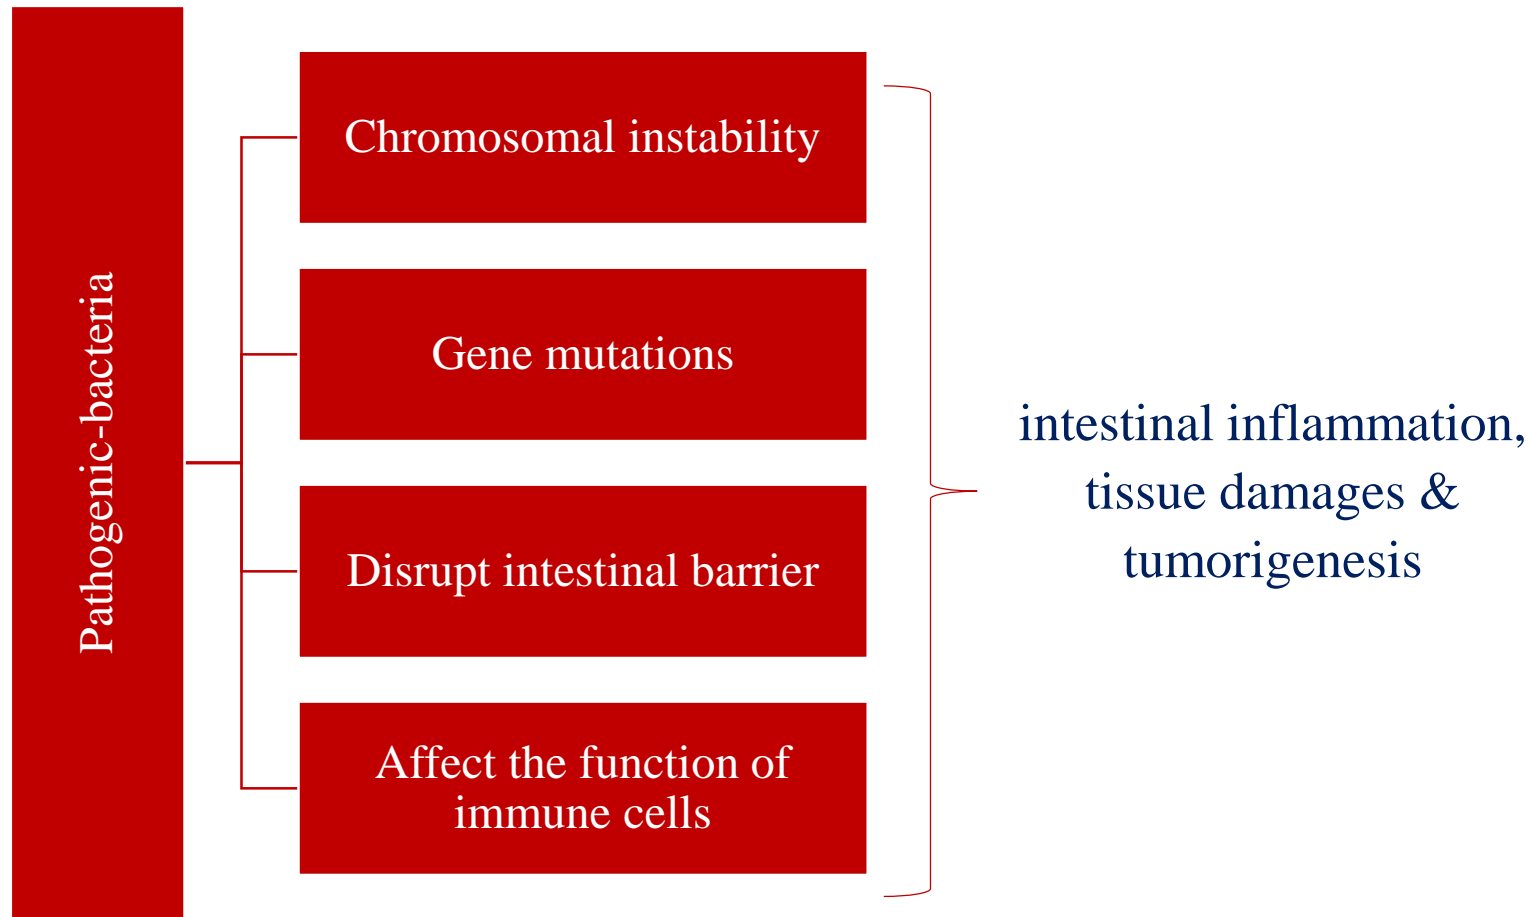 Pathogenic-bacteria
Chromosomal instability
Gene mutations
Disrupt intestinal barrier
Affect the function of
immune cells
intestinal inflammation,
tissue damages &
tumorigenesis